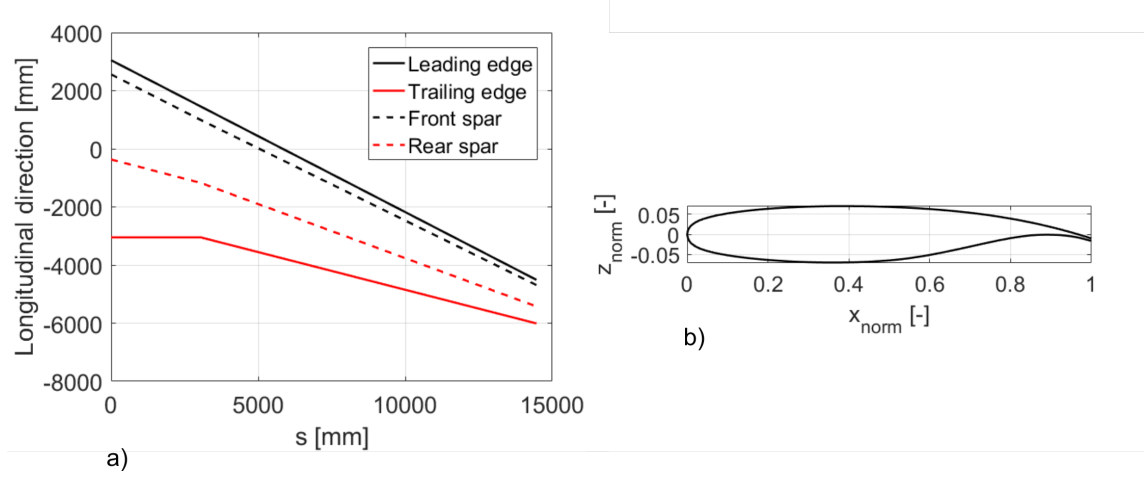 4000
2000
0
-2000
-4000
-6000
-8000
Longitudinal direction [mm]
Leading edge
Trailing edge
Front spar
Rear spar
0 5000 10000 15000
s [mm]
a)
0.05
0
-0.05
z_norm [-]
0 0.2 0.4 0.6 0.8 1
x_norm [-]
b)